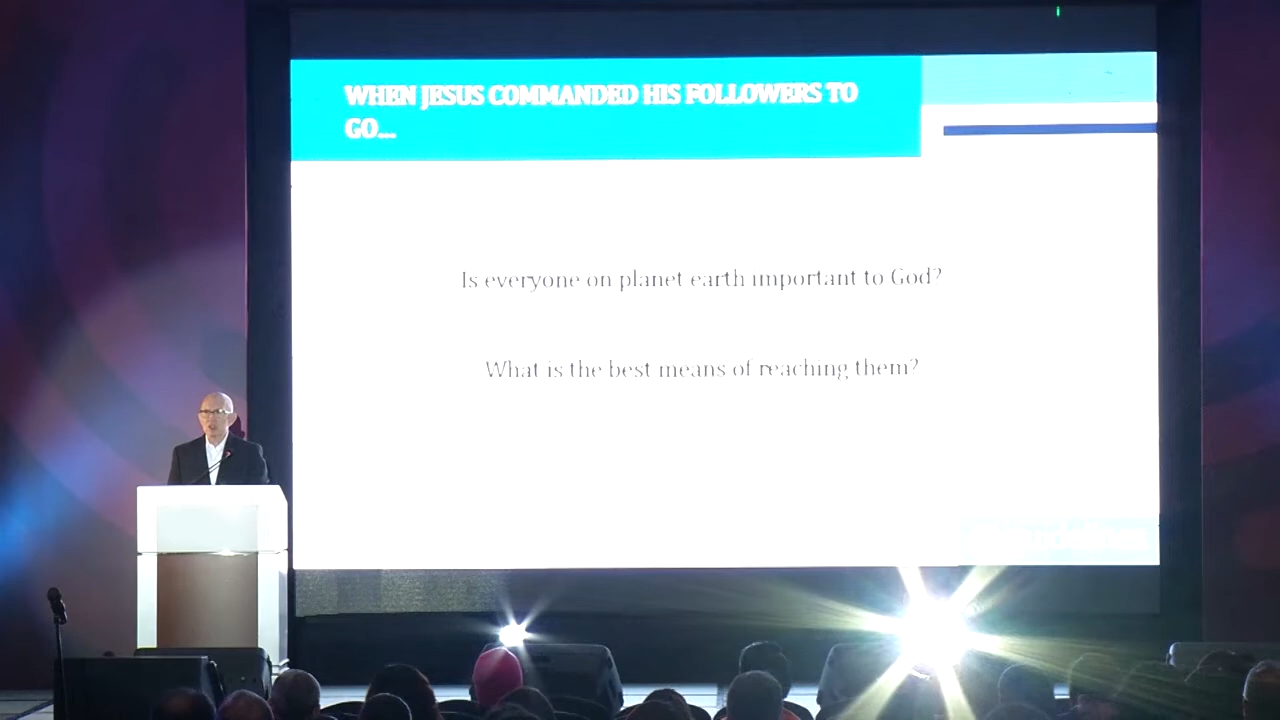 WHEN JESUS COMMANDED HIS FOLLOWERS TO
GO...
Is everyone on planet earth important to God?
What is the best means of reaching them?